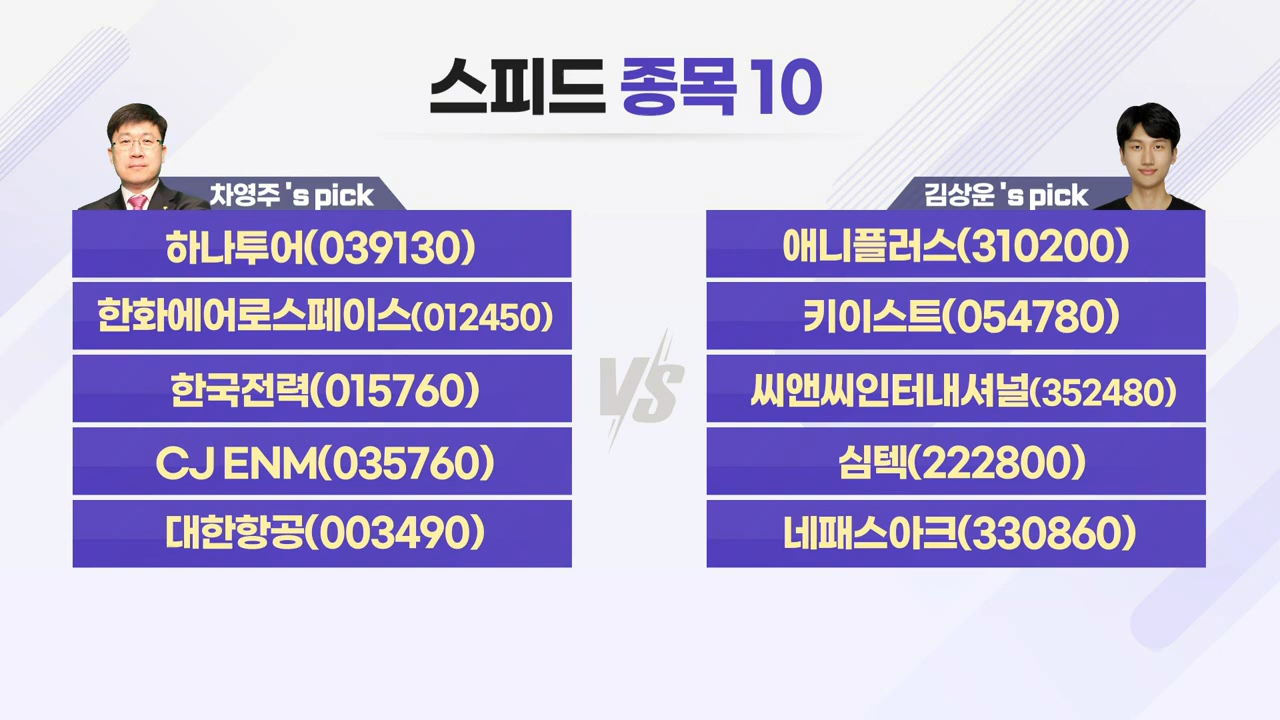 스피드 종목 10
차영주 's pick
하나투어(039130)
한화에어로스페이스(012450)
한국전력(015760)
CJ ENM(035760)
대한항공(003490)
VS
김상운 's pick
애니플러스(310200)
키이스트(054780)
씨앤씨인터내셔널(352480)
심텍(222800)
네패스아크(330860)